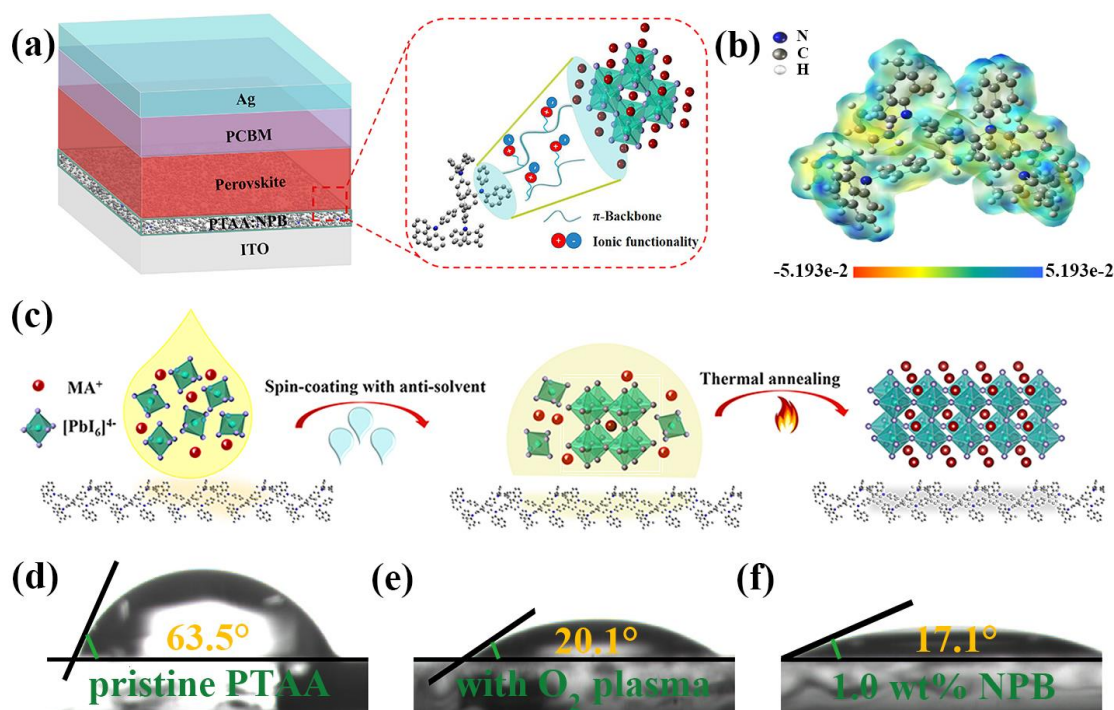 (a)
Ag
PCBM
Perovskite
PTAA:NPB
ITO
π-Backbone
+ - Ionic functionality
(b)
N
C
H
-5.193e-2
5.193e-2
(c)
MA⁺
[PbI₆]⁴⁻
Spin-coating with anti-solvent
Thermal annealing
(d)
63.5°
pristine PTAA
(e)
20.1°
with O₂ plasma
(f)
17.1°
1.0 wt% NPB